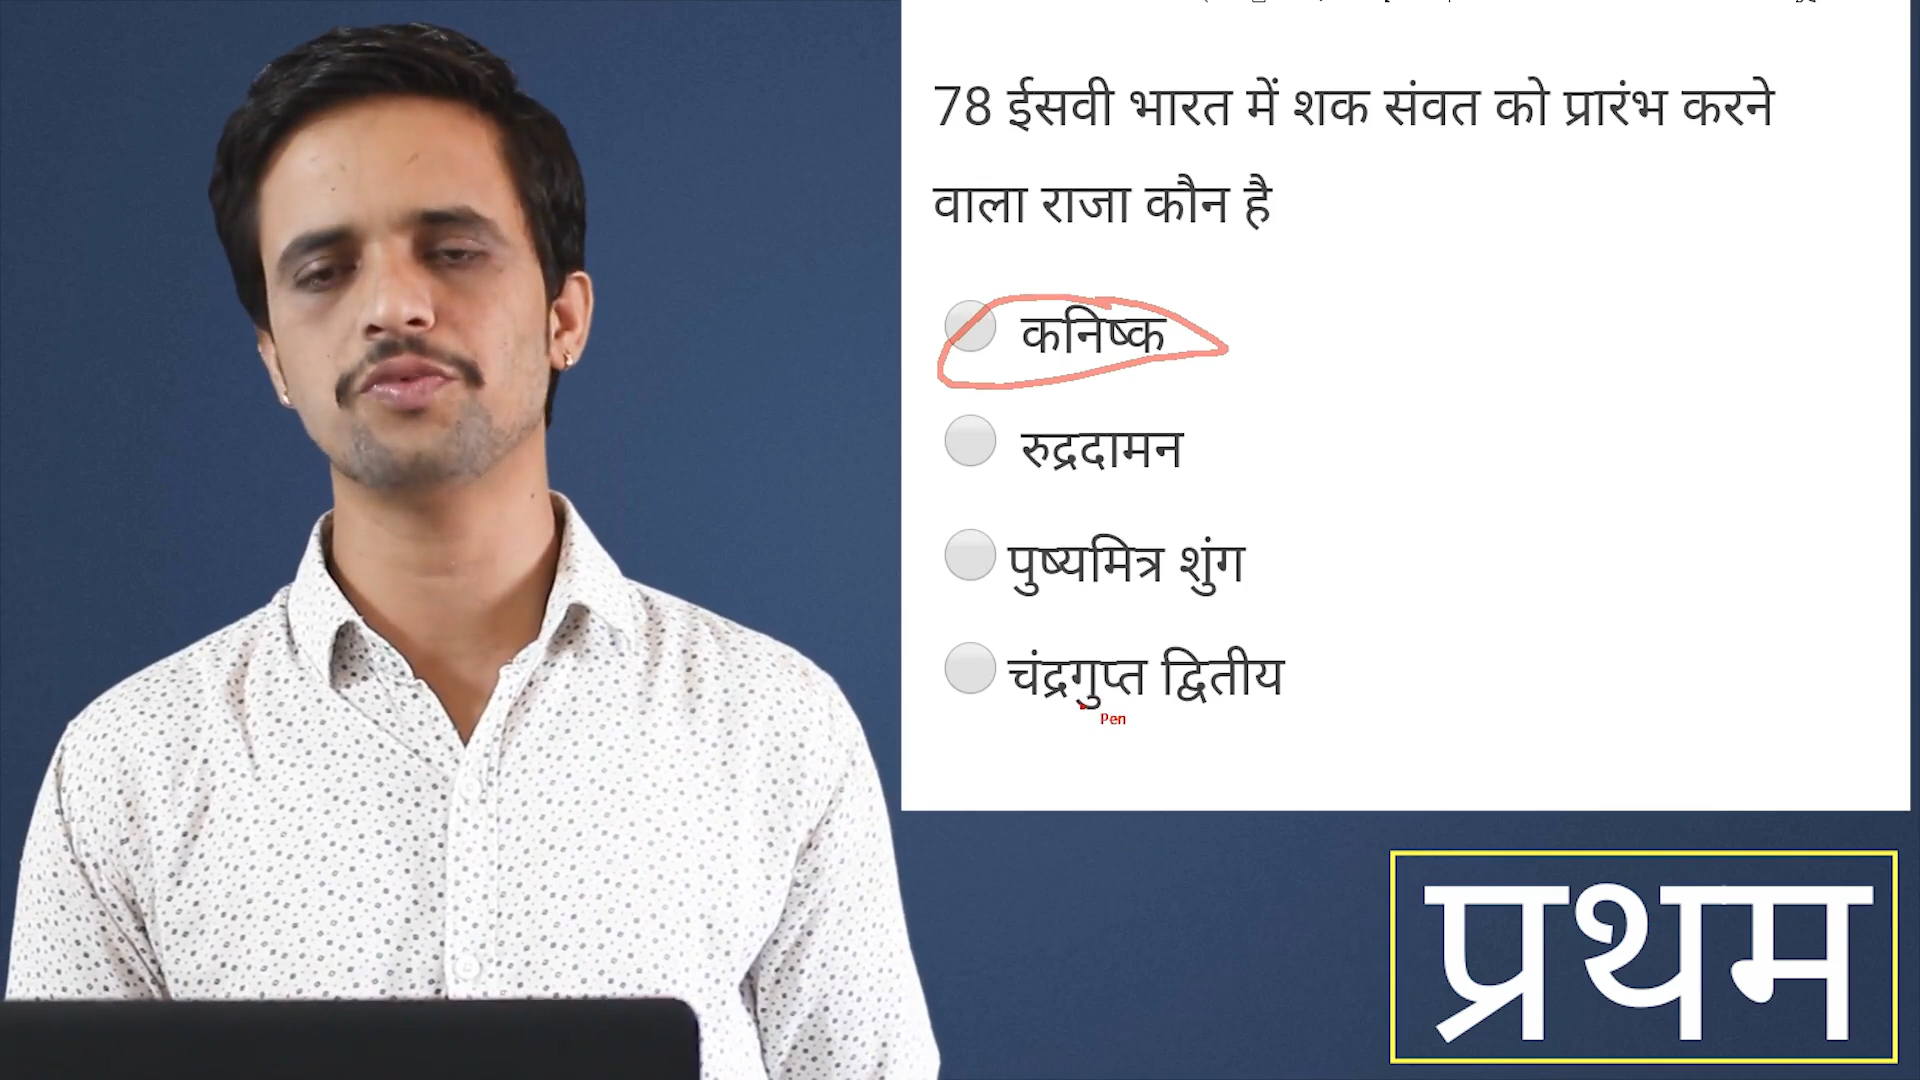 78 ईसवी भारत में शक संवत को प्रारंभ करने
वाला राजा कौन है
कनिष्क
रुद्रदामन
पुष्यमित्र शुंग
चंद्रगुप्त द्वितीय
Pen
प्रथम